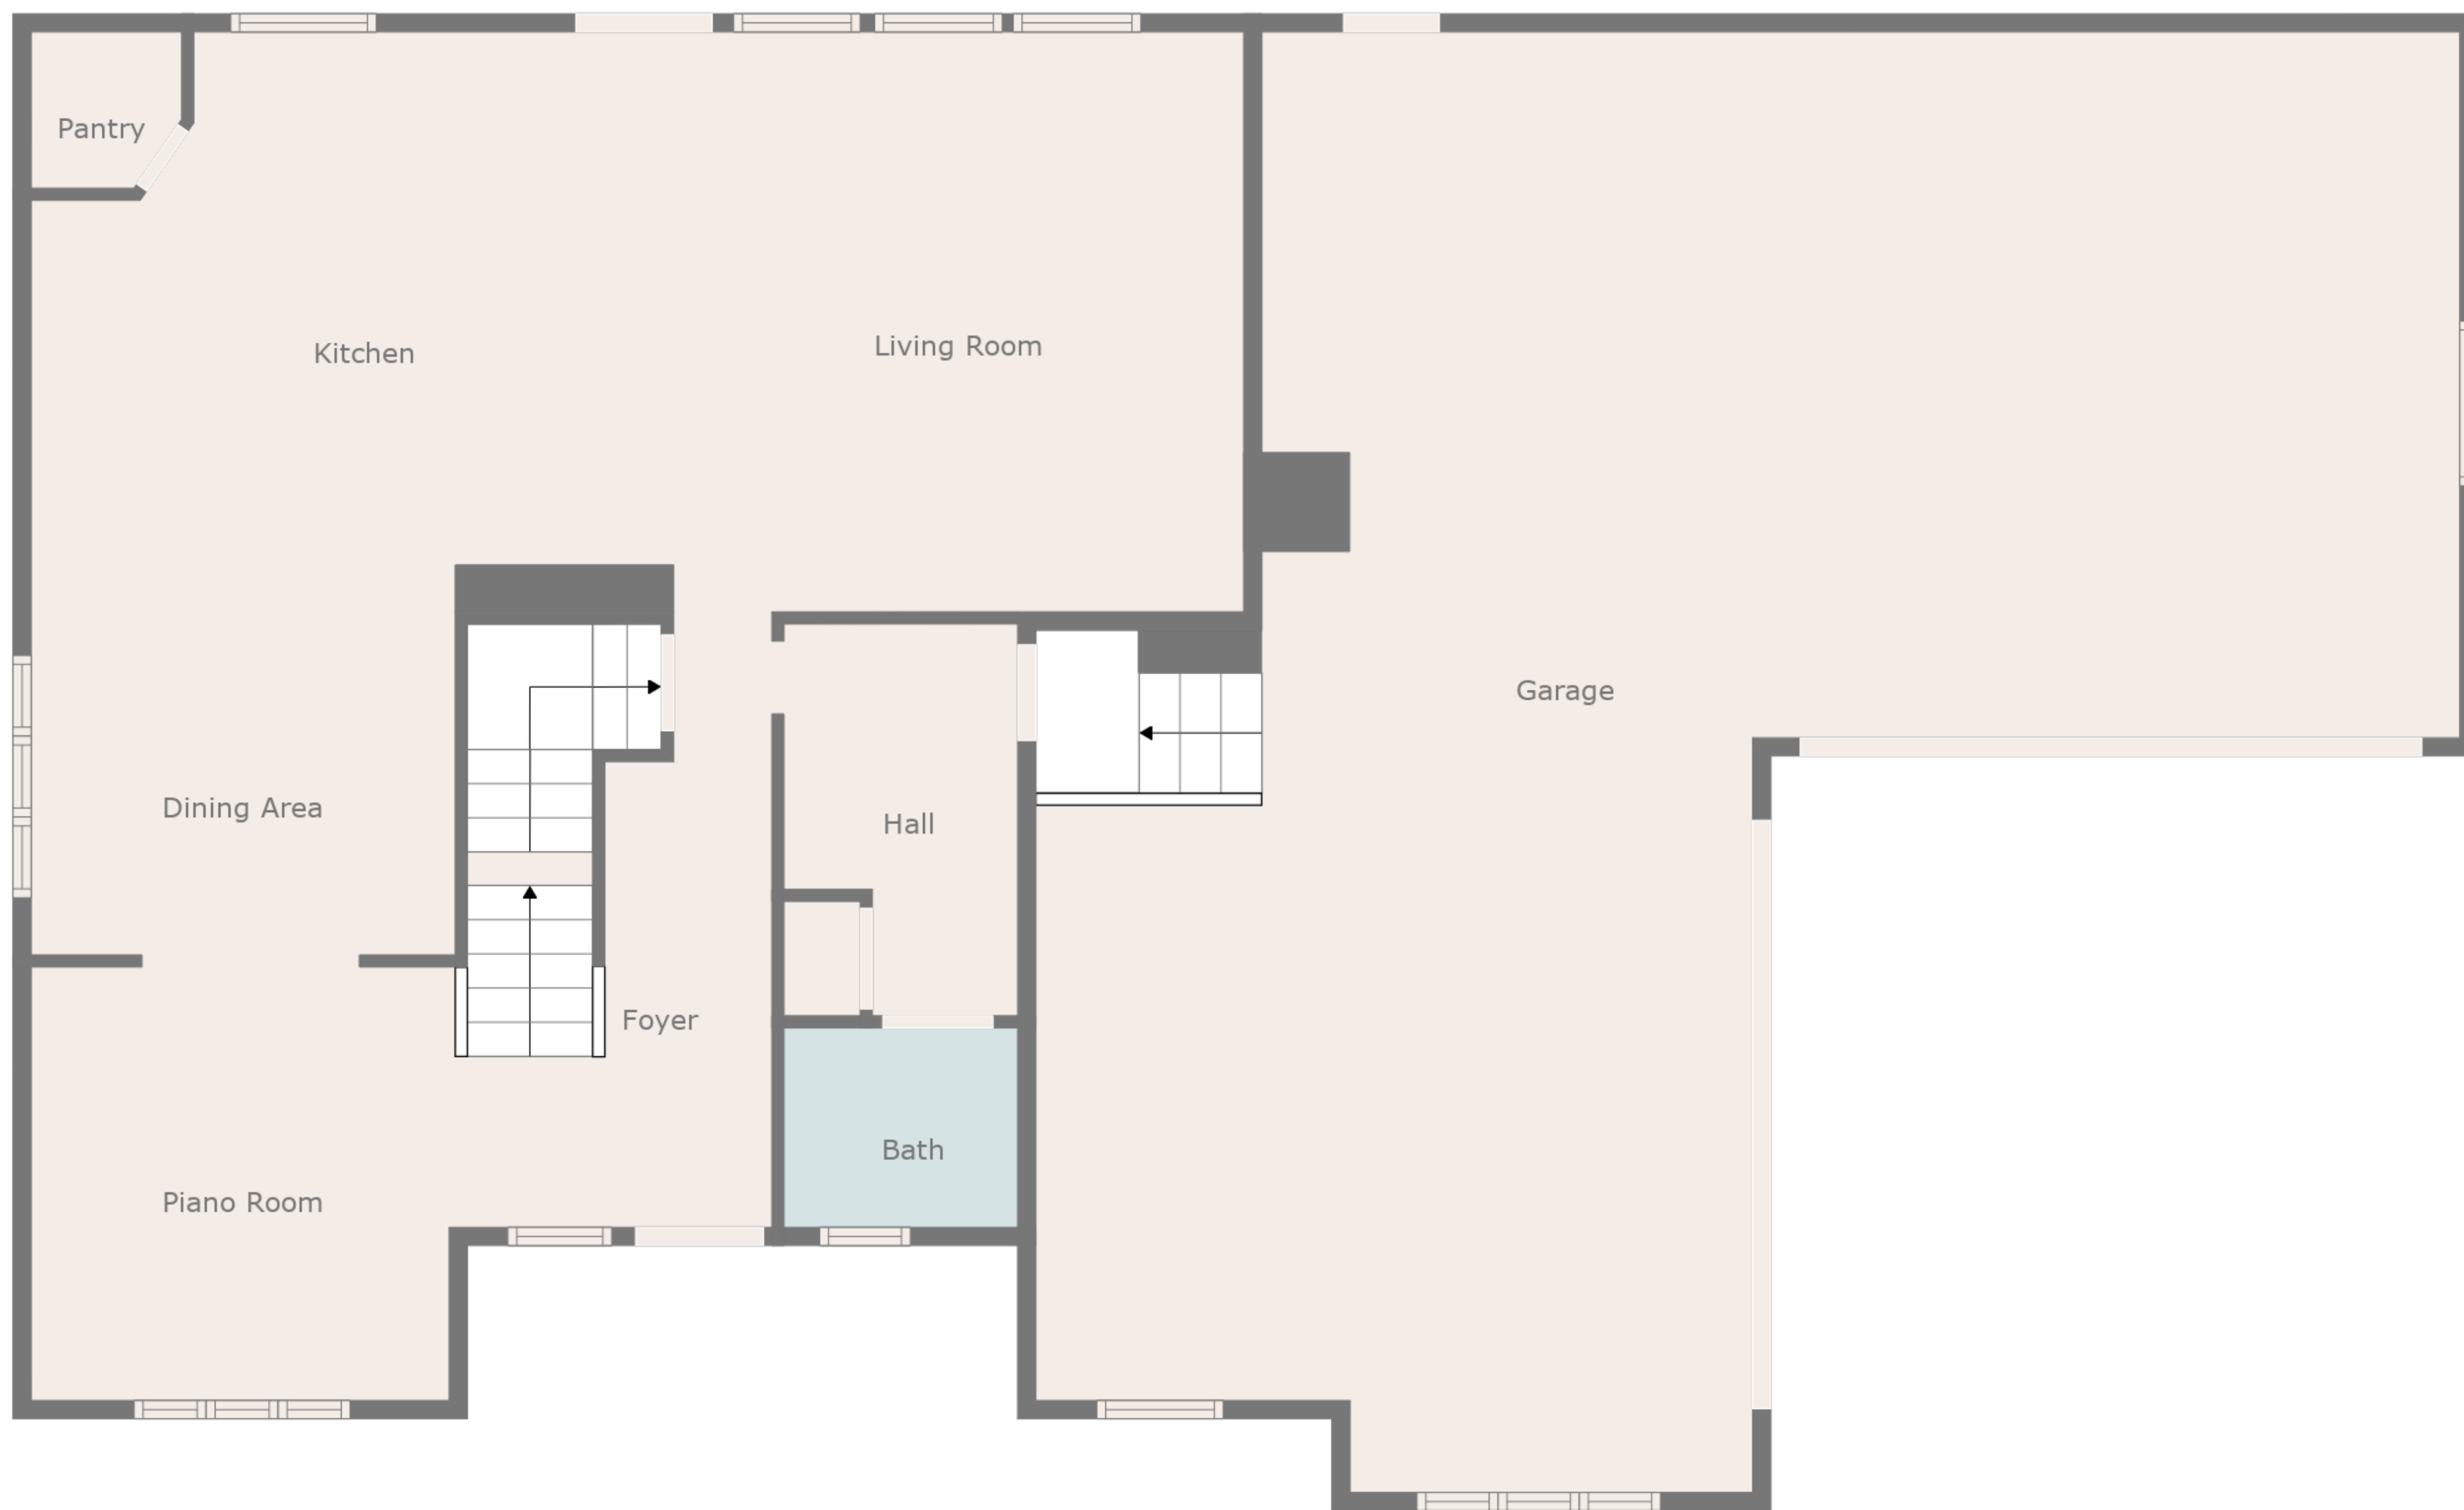 Pantry
Kitchen
Living Room
Garage
Dining Area
Hall
Foyer
Bath
Piano Room